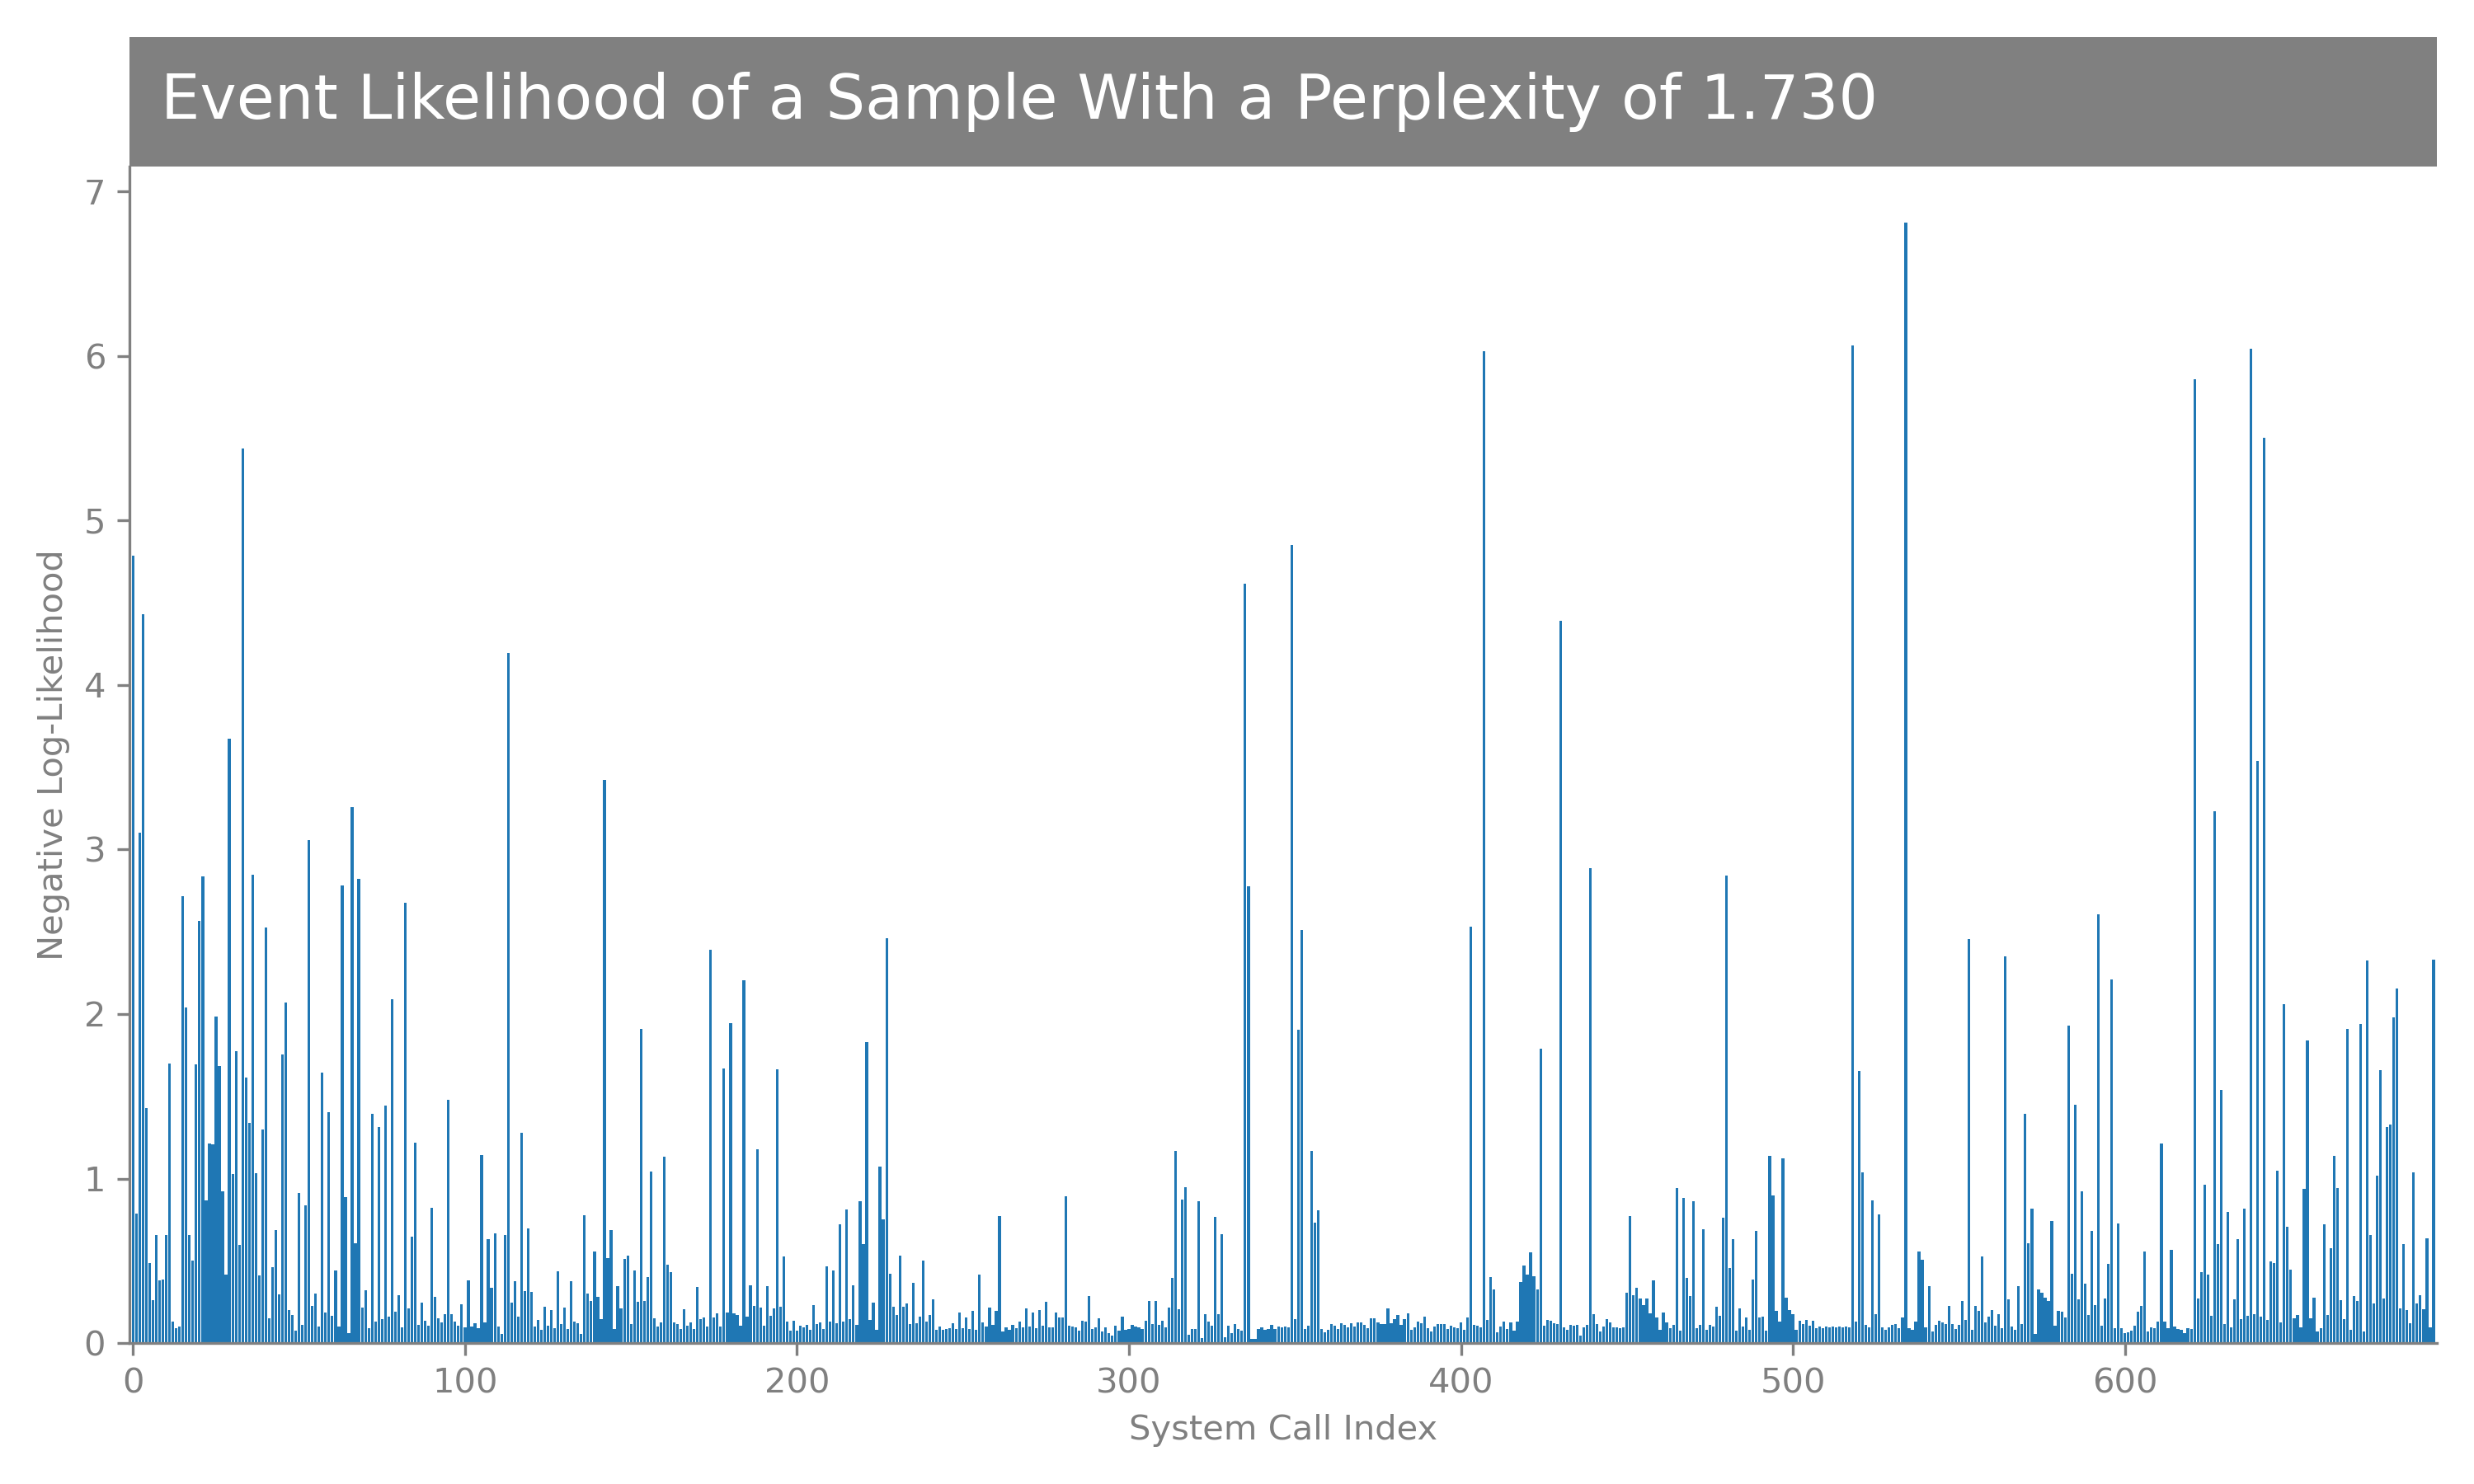 Event Likelihood of a Sample With a Perplexity of 1.730
7
6
5
4
3
2
1
0
Negative Log-Likelihood
0 100 200 300 400 500 600
System Call Index